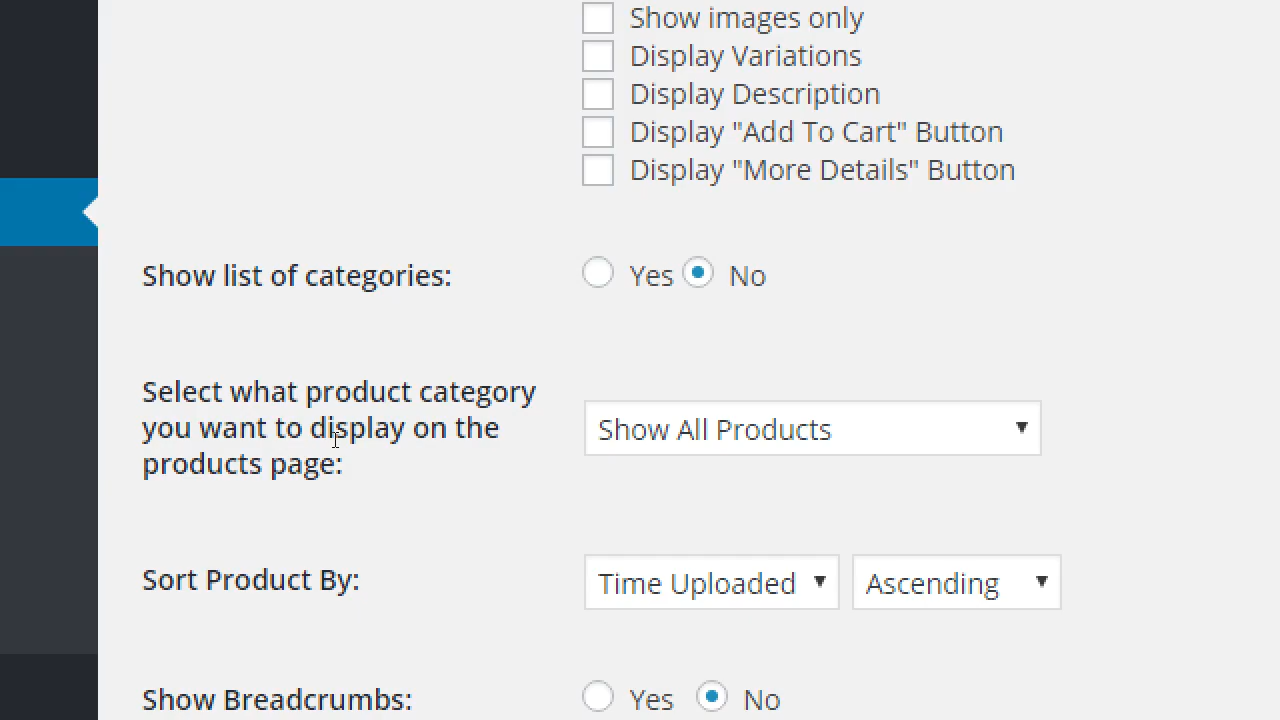 Show images only
Display Variations
Display Description
Display "Add To Cart" Button
Display "More Details" Button
Show list of categories: Yes No
Select what product category
you want to display on the
products page:
Show All Products
Sort Product By: Time Uploaded Ascending
Show Breadcrumbs: Yes No